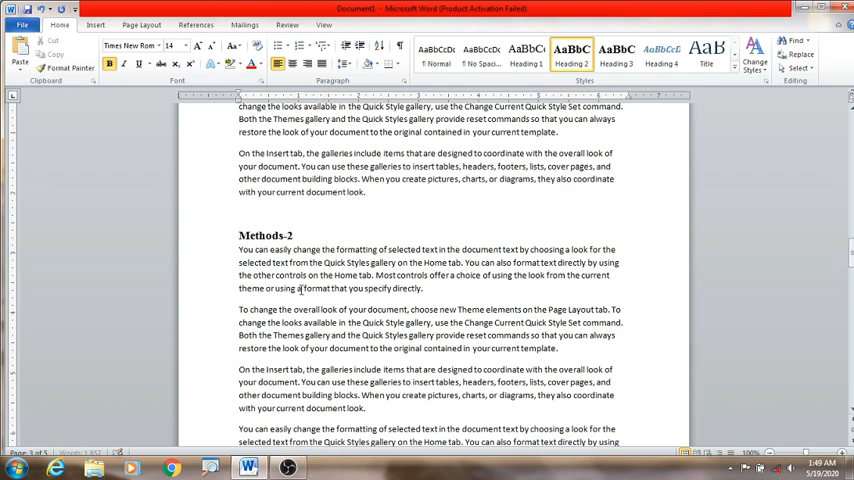 Document1 - Microsoft Word (Product Activation Failed)
File Home Insert Page Layout References Mailings Review View
Paste
Cut
Copy
Format Painter
Clipboard
Times New Rom 14
Font
Paragraph
AaBbCcDc AaBbCcDc AaBbC AaBbC AaBbC AaBbCcD AaB
¶ Normal ¶ No Spaci... Heading 1 Heading 2 Heading 3 Heading 4 Title
Styles
Change Styles
Find
Replace
Select
Editing
change the looks available in the Quick Style gallery, use the Change Current Quick Style Set command.
Both the Themes gallery and the Quick Styles gallery provide reset commands so that you can always
restore the look of your document to the original contained in your current template.
On the Insert tab, the galleries include items that are designed to coordinate with the overall look of
your document. You can use these galleries to insert tables, headers, footers, lists, cover pages, and
other document building blocks. When you create pictures, charts, or diagrams, they also coordinate
with your current document look.
Methods-2
You can easily change the formatting of selected text in the document text by choosing a look for the
selected text from the Quick Styles gallery on the Home tab. You can also format text directly by using
the other controls on the Home tab. Most controls offer a choice of using the look from the current
theme or using a format that you specify directly.
To change the overall look of your document, choose new Theme elements on the Page Layout tab. To
change the looks available in the Quick Style gallery, use the Change Current Quick Style Set command.
Both the Themes gallery and the Quick Styles gallery provide reset commands so that you can always
restore the look of your document to the original contained in your current template.
On the Insert tab, the galleries include items that are designed to coordinate with the overall look of
your document. You can use these galleries to insert tables, headers, footers, lists, cover pages, and
other document building blocks. When you create pictures, charts, or diagrams, they also coordinate
with your current document look.
You can easily change the formatting of selected text in the document text by choosing a look for the
selected text from the Quick Styles gallery on the Home tab. You can also format text directly by using
Page: 3 of 5 Words: 1,857 100%
1:49 AM
5/19/2020